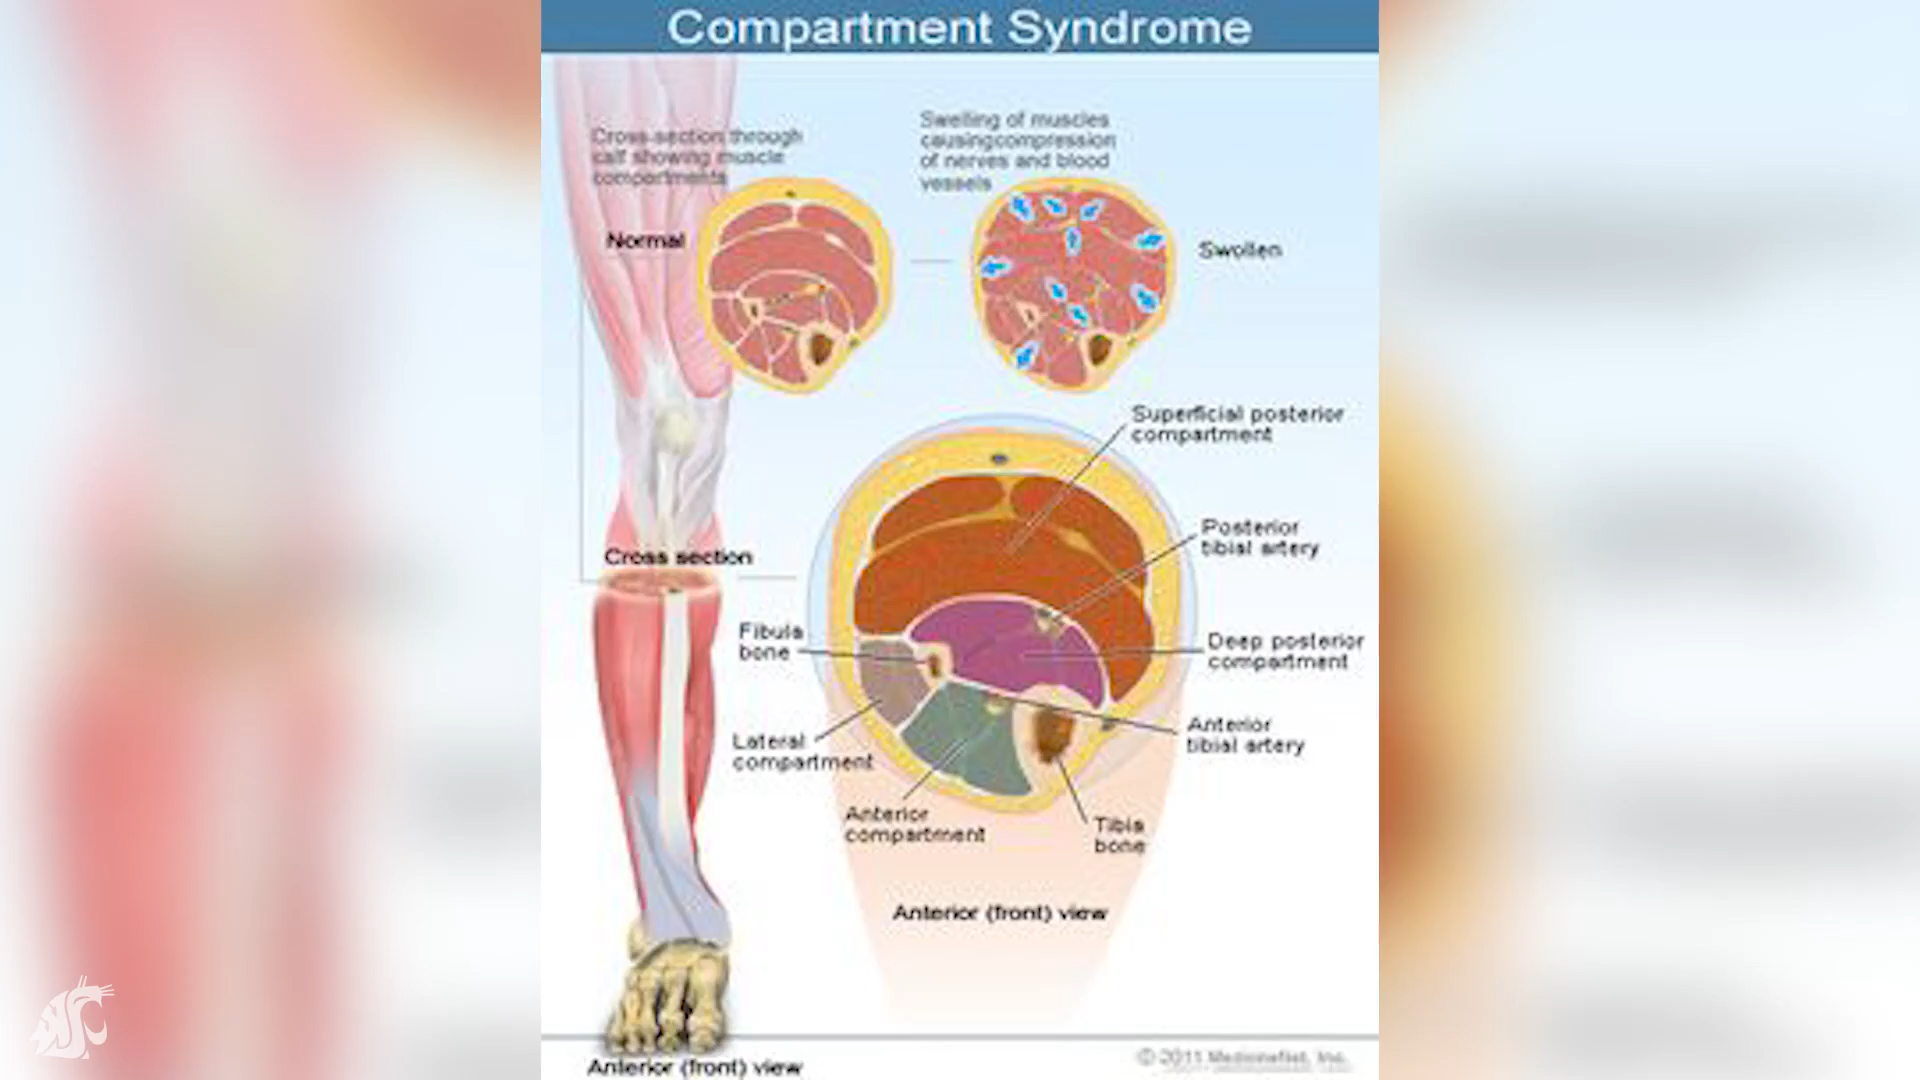 Compartment Syndrome
Cross-section through
calf showing muscle
compartments
Swelling of muscles
causingcompression
of nerves and blood
vessels
Normal
Swollen
Superficial posterior
compartment
Posterior
tibial artery
Cross section
Fibula
bone
Deep posterior
compartment
Lateral
compartment
Anterior
tibial artery
Anterior
compartment
Tibia
bone
Anterior (front) view
Anterior (front) view
© 2011 MedicineNet, Inc.